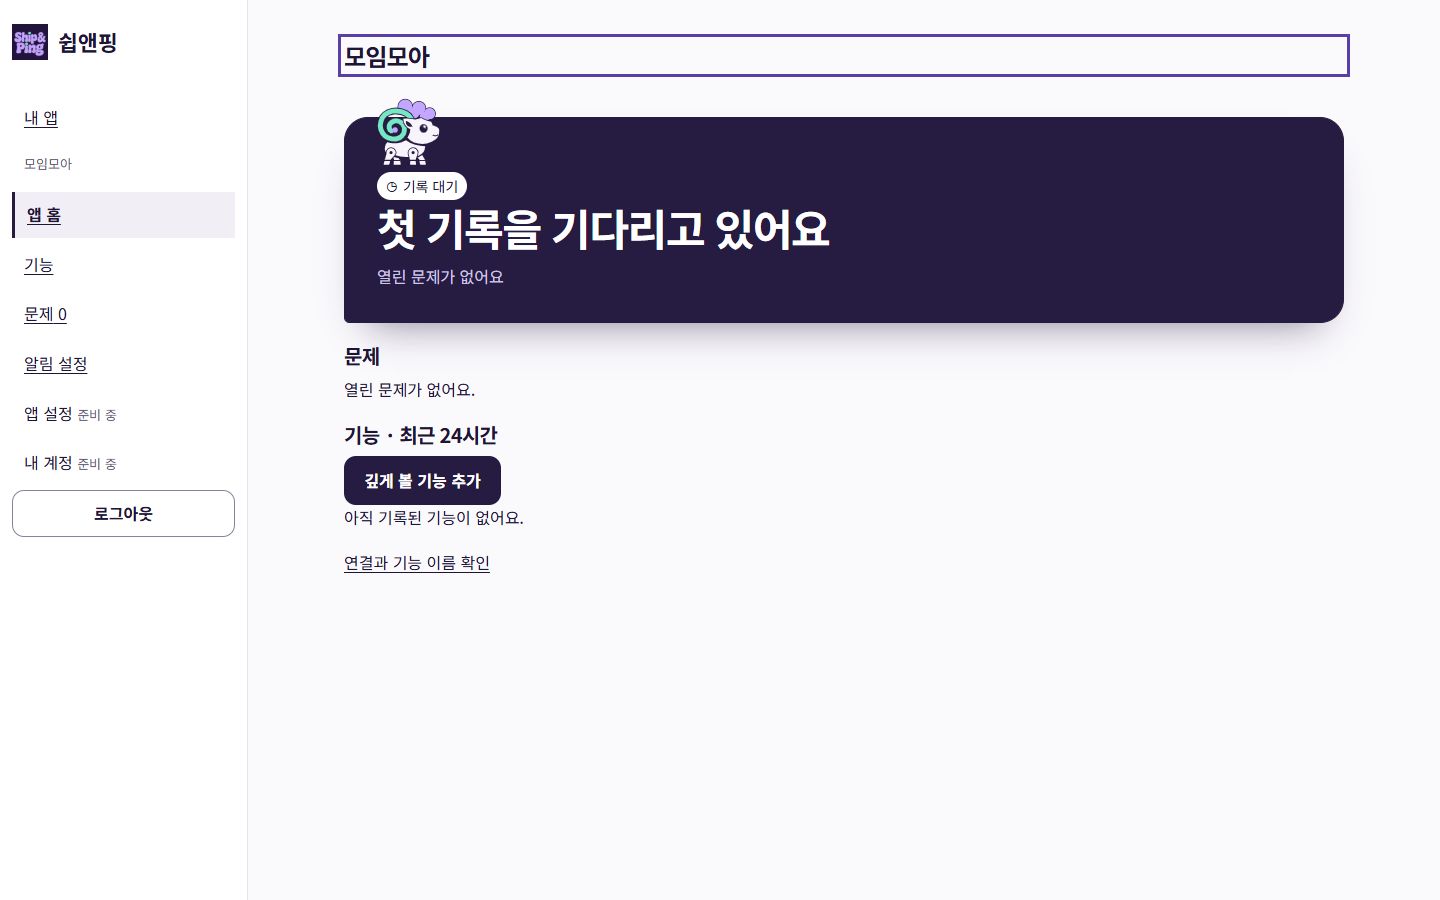 Ship&
Ping
쉽앤핑
내 앱
모임모아
앱 홈
기능
문제 0
알림 설정
앱 설정 준비 중
내 계정 준비 중
로그아웃
모임모아
기록 대기
첫 기록을 기다리고 있어요
열린 문제가 없어요
문제
열린 문제가 없어요.
기능 · 최근 24시간
깊게 볼 기능 추가
아직 기록된 기능이 없어요.
연결과 기능 이름 확인